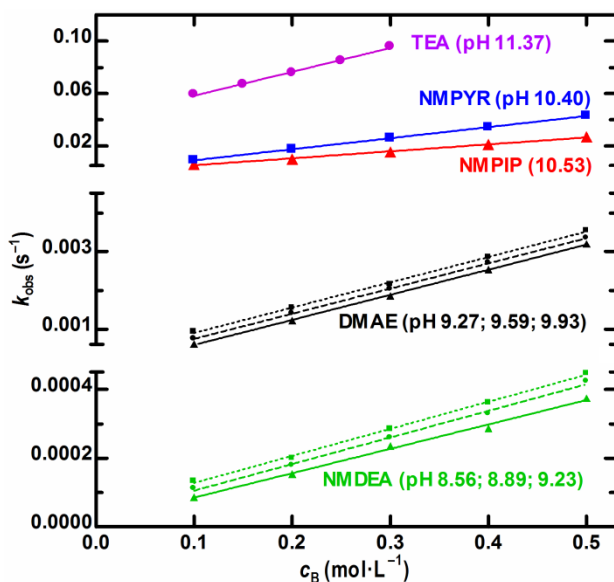 0.10
TEA (pH 11.37)
0.06
NMPYR (pH 10.40)
0.02
NMPIP (10.53)
k_obs (s⁻¹)
0.003
0.001
DMAE (pH 9.27; 9.59; 9.93)
0.0004
0.0002
NMDEA (pH 8.56; 8.89; 9.23)
0.0000
0.0 0.1 0.2 0.3 0.4 0.5
c_B (mol·L⁻¹)